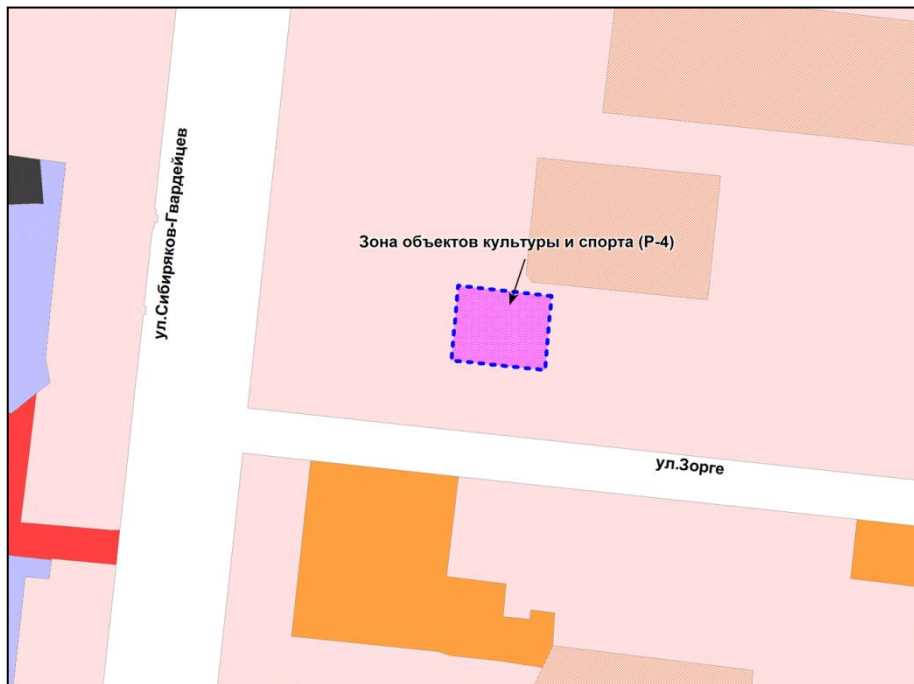 ул.Сибиряков-Гвардейцев
Зона объектов культуры и спорта (Р-4)
ул.Зорге